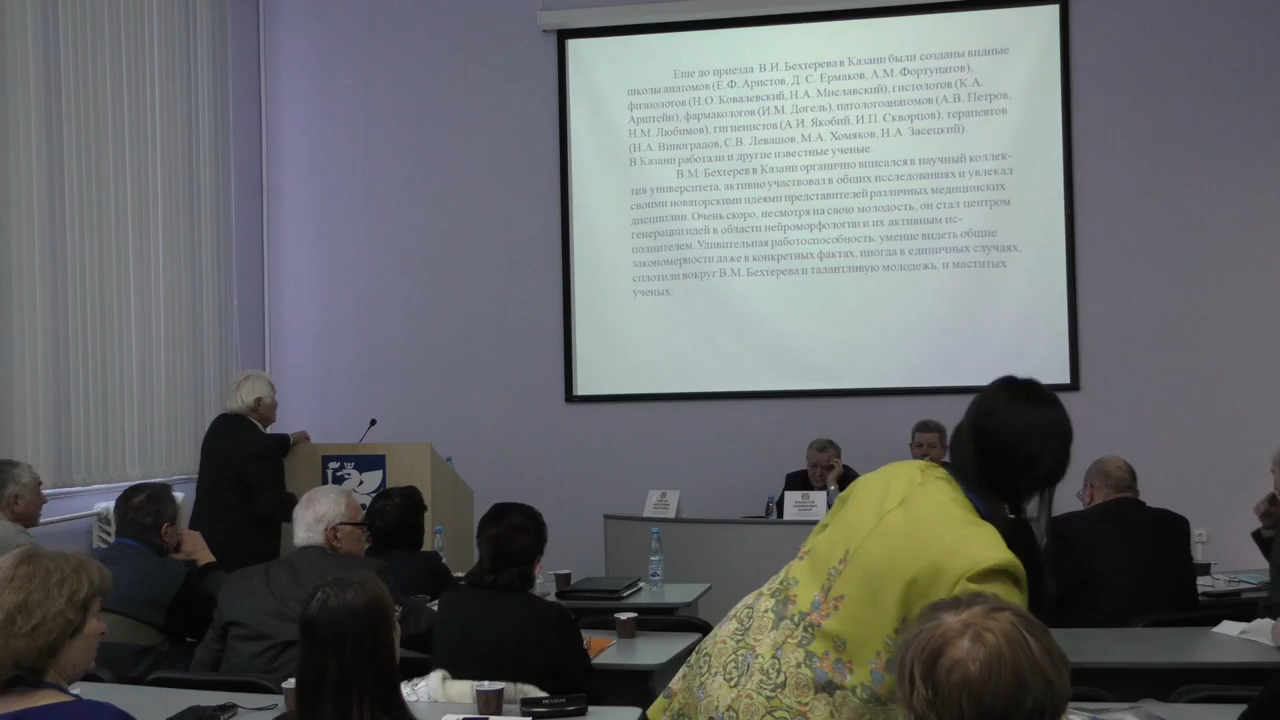 Еще до приезда В.И. Бехтерева в Казани были созданы видные
школы анатомов (Е.Ф. Аристов, Д. С. Ермаков, А.М. Фортунатов),
физиологов (Н.О. Ковалевский, Н.А. Миславский), гистологов (К.А.
Арштейн), фармакологов (И.М. Догель), патологоанатомов (А.В. Петров,
Н.М. Любимов), гигиенистов (А.И. Якобий, И.П. Скворцов), терапевтов
(Н.А. Виноградов, С.В. Левашов, М.А. Хомяков, Н.А. Засецкий).
В Казани работали и другие известные ученые.
В.М. Бехтерев в Казани органично вписался в научный коллек-
тив университета, активно участвовал в общих исследованиях и увлекал
своими новаторскими идеями представителей различных медицинских
дисциплин. Очень скоро, несмотря на свою молодость, он стал центром
генерации идей в области нейроморфологии и их активным ис-
полнителем. Удивительная работоспособность, умение видеть общие
закономерности даже в конкретных фактах, иногда в единичных случаях,
сплотили вокруг В.М. Бехтерева и талантливую молодежь, и маститых
ученых.
REVLON